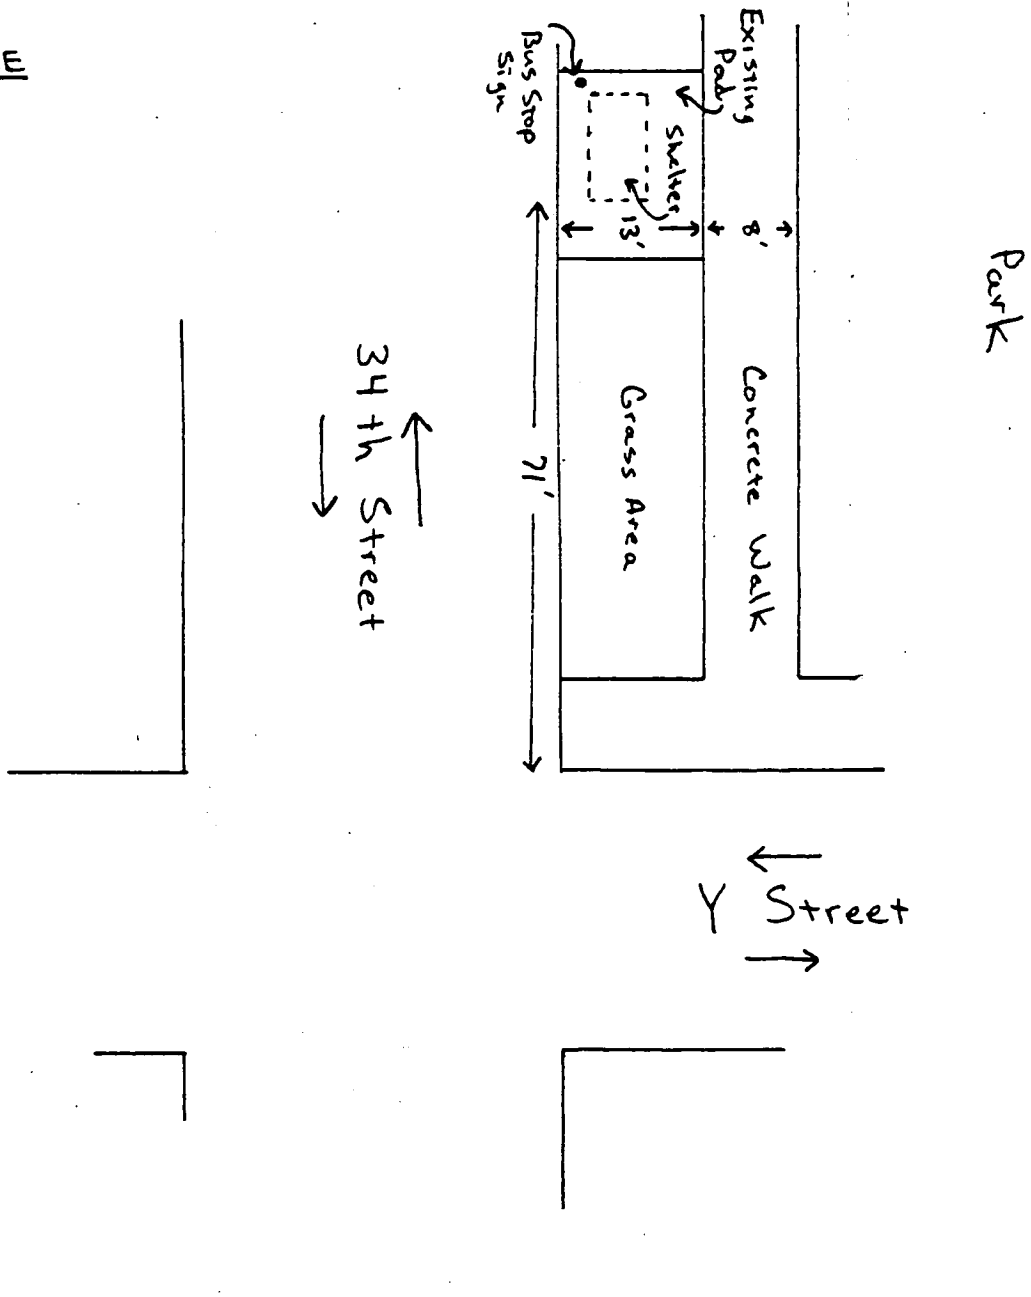 E
Park
Existing
Pad
Bus Stop
Sign
Shelter
13'
8'
Concrete Walk
Grass Area
71'
34th Street
Y Street